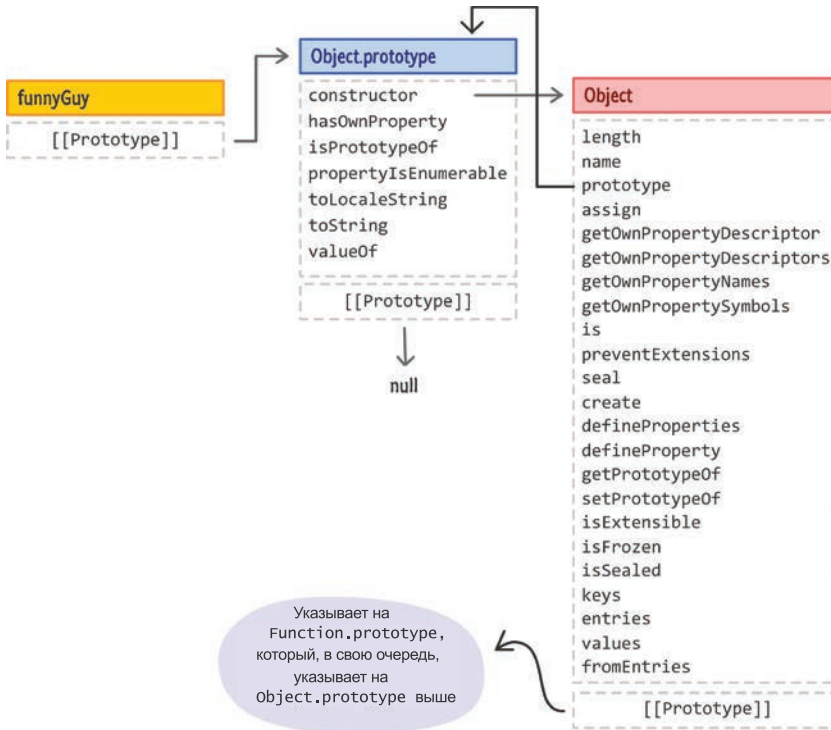 funnyGuy
[[Prototype]]
Object.prototype
constructor
hasOwnProperty
isPrototypeOf
propertyIsEnumerable
toLocaleString
toString
valueOf
[[Prototype]]
null
Object
length
name
prototype
assign
getOwnPropertyDescriptor
getOwnPropertyDescriptors
getOwnPropertyNames
getOwnPropertySymbols
is
preventExtensions
seal
create
defineProperties
defineProperty
getPrototypeOf
setPrototypeOf
isExtensible
isFrozen
isSealed
keys
entries
values
fromEntries
[[Prototype]]
Указывает на
Function.prototype,
который, в свою очередь,
указывает на
Object.prototype выше